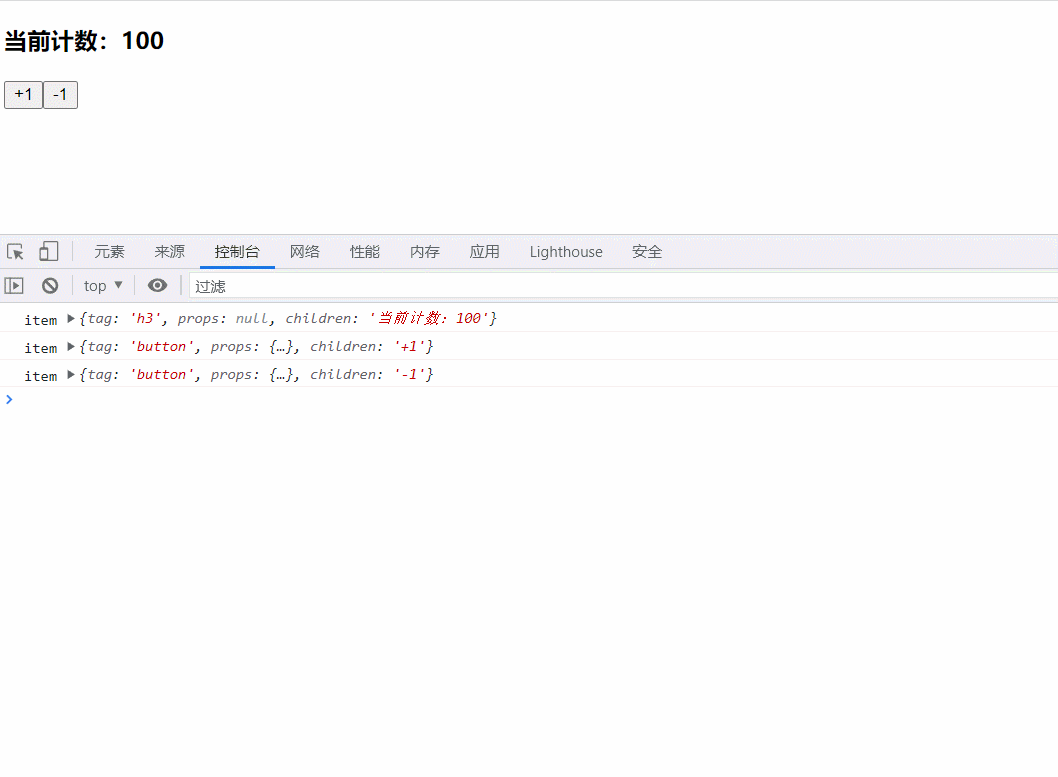 当前计数：100
+1 -1
元素 来源 控制台 网络 性能 内存 应用 Lighthouse 安全
top 过滤
item {tag: 'h3', props: null, children: '当前计数：100'}
item {tag: 'button', props: {…}, children: '+1'}
item {tag: 'button', props: {…}, children: '-1'}